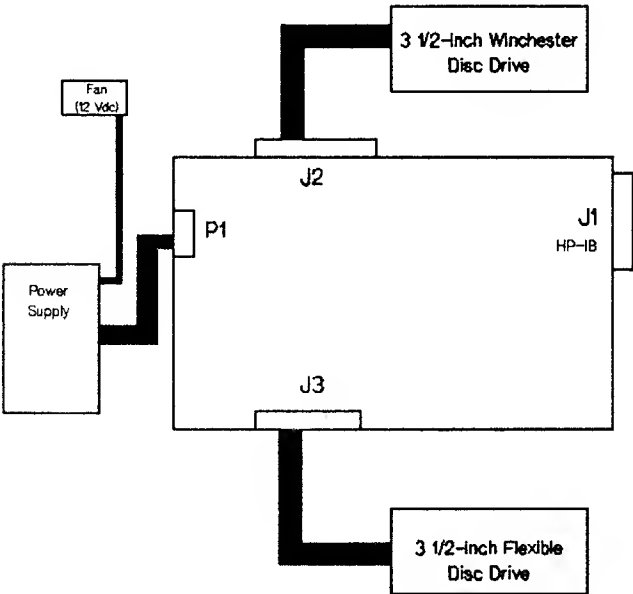 3 1/2-Inch Winchester
Disc Drive
Fan
(12 Vdc)
J2
P1
J1
HP-IB
Power
Supply
J3
3 1/2-Inch Flexible
Disc Drive